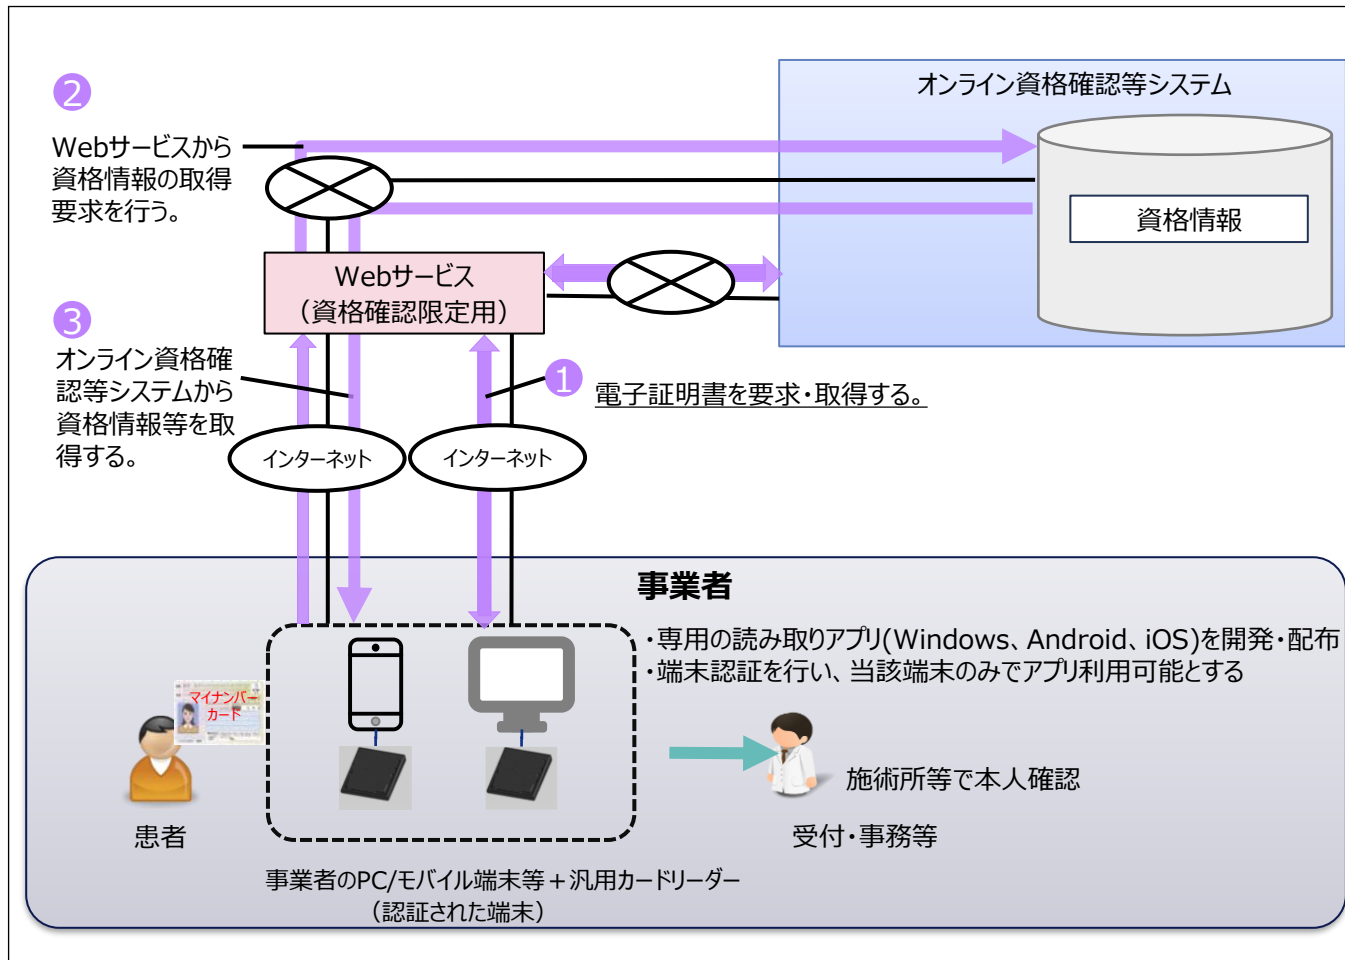 オンライン資格確認等システム
2
Webサービスから
資格情報の取得
要求を行う。
資格情報
Webサービス
（資格確認限定用）
3
オンライン資格確
認等システムから
資格情報等を取
得する。
1
電子証明書を要求・取得する。
インターネット
インターネット
事業者
・専用の読み取りアプリ(Windows、Android、iOS)を開発・配布
・端末認証を行い、当該端末のみでアプリ利用可能とする
マイナンバー
カード
施術所等で本人確認
患者
受付・事務等
事業者のPC/モバイル端末等＋汎用カードリーダー
（認証された端末）